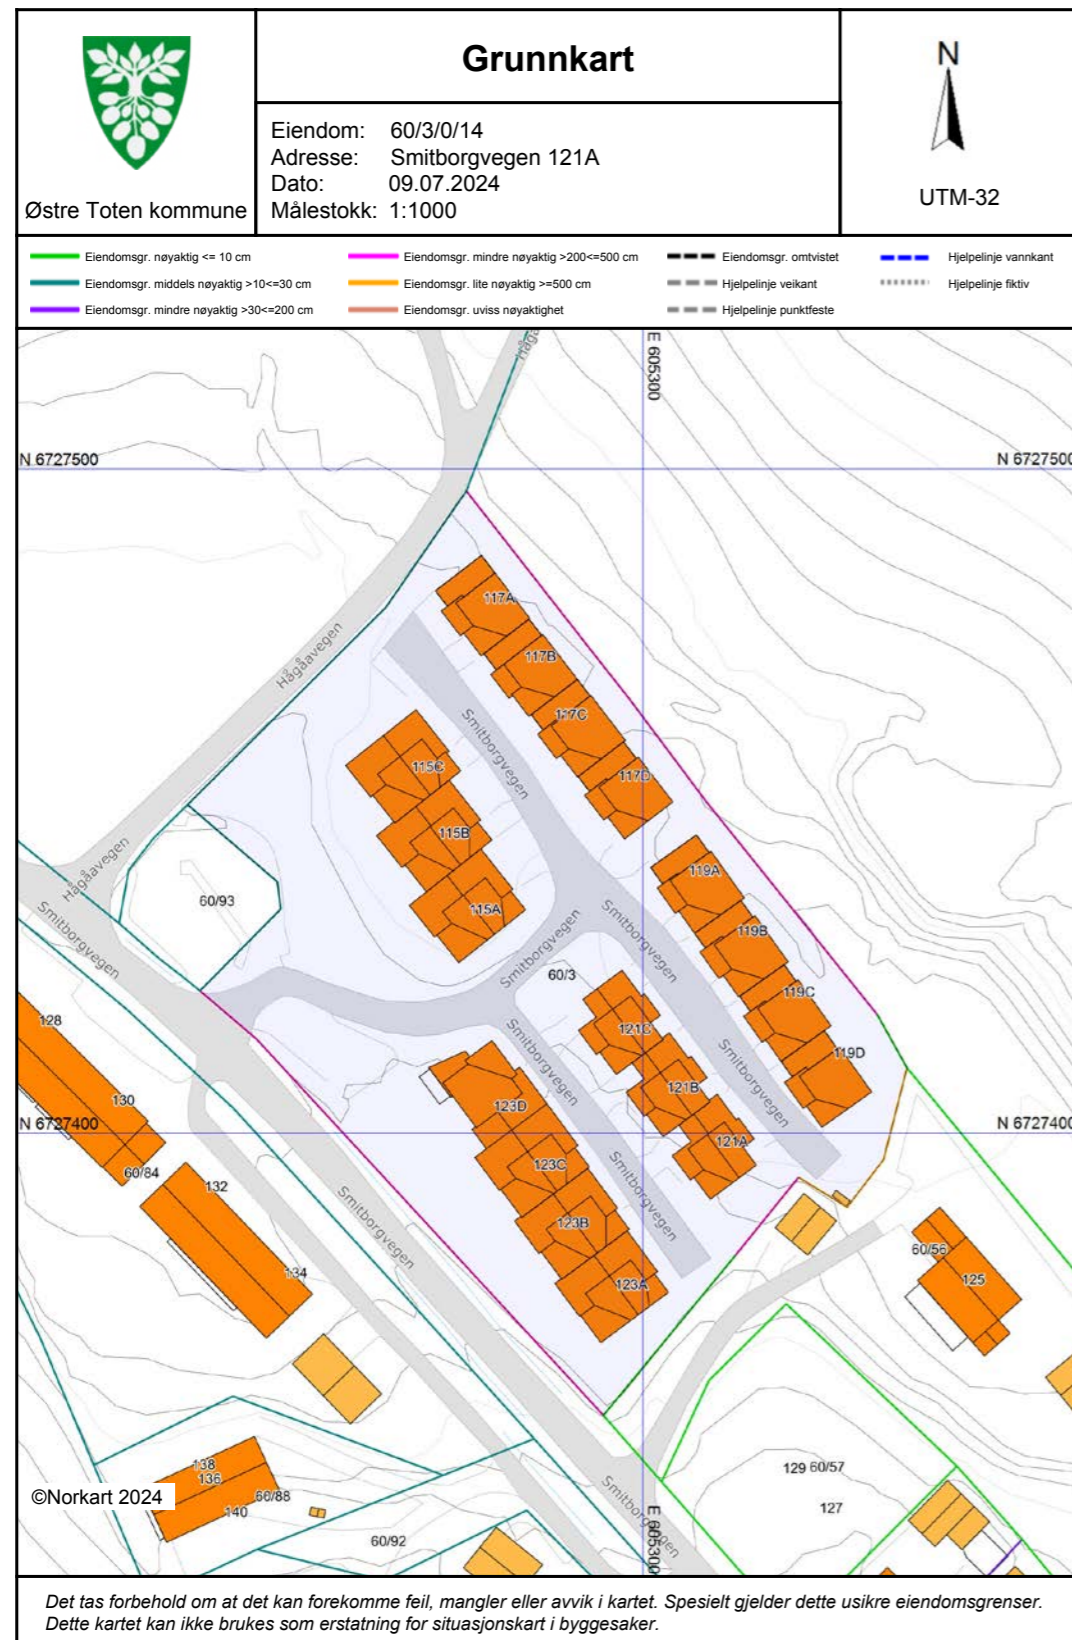 Grunnkart
Eiendom: 60/3/0/14
Adresse: Smitborgvegen 121A
Dato: 09.07.2024
Målestokk: 1:1000
Østre Toten kommune
N
UTM-32
Eiendomsgr. nøyaktig <= 10 cm
Eiendomsgr. middels nøyaktig >10<=30 cm
Eiendomsgr. mindre nøyaktig >30<=200 cm
Eiendomsgr. mindre nøyaktig >200<=500 cm
Eiendomsgr. lite nøyaktig >=500 cm
Eiendomsgr. uviss nøyaktighet
Eiendomsgr. omtvistet
Hjelpelinje veikant
Hjelpelinje punktfeste
Hjelpelinje vannkant
Hjelpelinje fiktiv
E 605300
N 6727500
N 6727500
117A
Hågåavegen
117B
117C
Smitborgvegen
115C
117D
115B
Hågåavegen
119A
60/93
115A
Smitborgvegen
Smitborgvegen
119B
Smitborgvegen
60/3
119C
128
121C
119D
Smitborgvegen
Smitborgvegen
121B
130
123D
N 6727400
N 6727400
121A
60/84
123C
132
Smitborgvegen
Smitborgvegen
123B
60/56
134
125
123A
138
136
129 60/57
©Norkart 2024
60/88
140
127
Smitborgvegen
E 605300
60/92
Det tas forbehold om at det kan forekomme feil, mangler eller avvik i kartet. Spesielt gjelder dette usikre eiendomsgrenser.
Dette kartet kan ikke brukes som erstatning for situasjonskart i byggesaker.